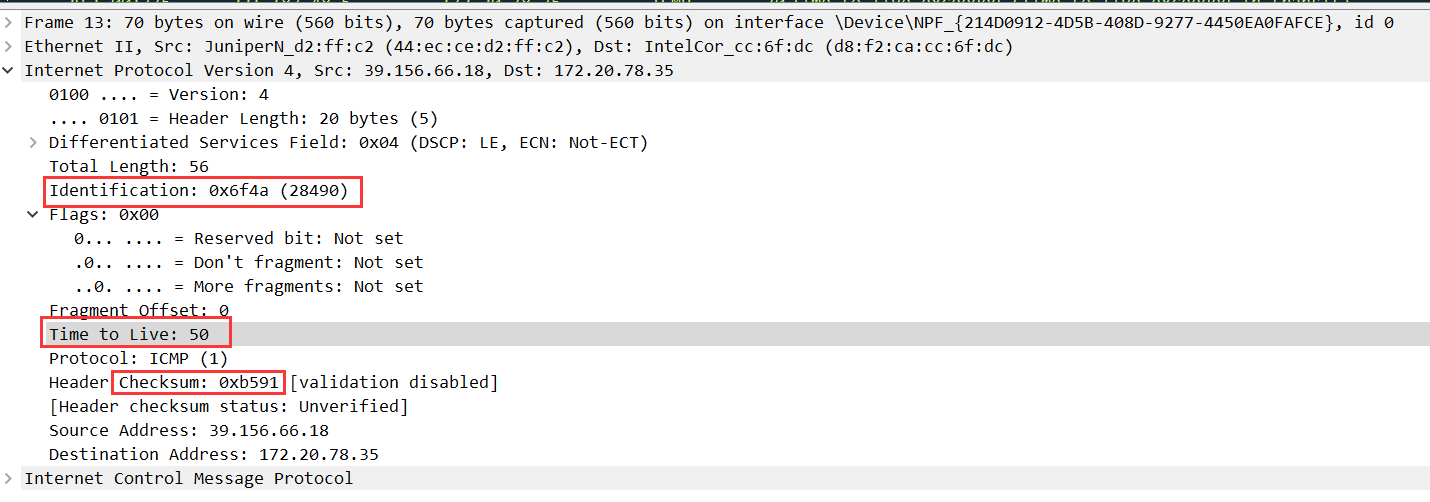 Frame 13: 70 bytes on wire (560 bits), 70 bytes captured (560 bits) on interface \Device\NPF_{214D0912-4D5B-408D-9277-4450EA0FAFCE}, id 0
Ethernet II, Src: JuniperN_d2:ff:c2 (44:ec:ce:d2:ff:c2), Dst: IntelCor_cc:6f:dc (d8:f2:ca:cc:6f:dc)
Internet Protocol Version 4, Src: 39.156.66.18, Dst: 172.20.78.35
0100 .... = Version: 4
.... 0101 = Header Length: 20 bytes (5)
Differentiated Services Field: 0x04 (DSCP: LE, ECN: Not-ECT)
Total Length: 56
Identification: 0x6f4a (28490)
Flags: 0x00
0... .... = Reserved bit: Not set
.0.. .... = Don't fragment: Not set
..0. .... = More fragments: Not set
Fragment Offset: 0
Time to Live: 50
Protocol: ICMP (1)
Header Checksum: 0xb591 [validation disabled]
[Header checksum status: Unverified]
Source Address: 39.156.66.18
Destination Address: 172.20.78.35
Internet Control Message Protocol